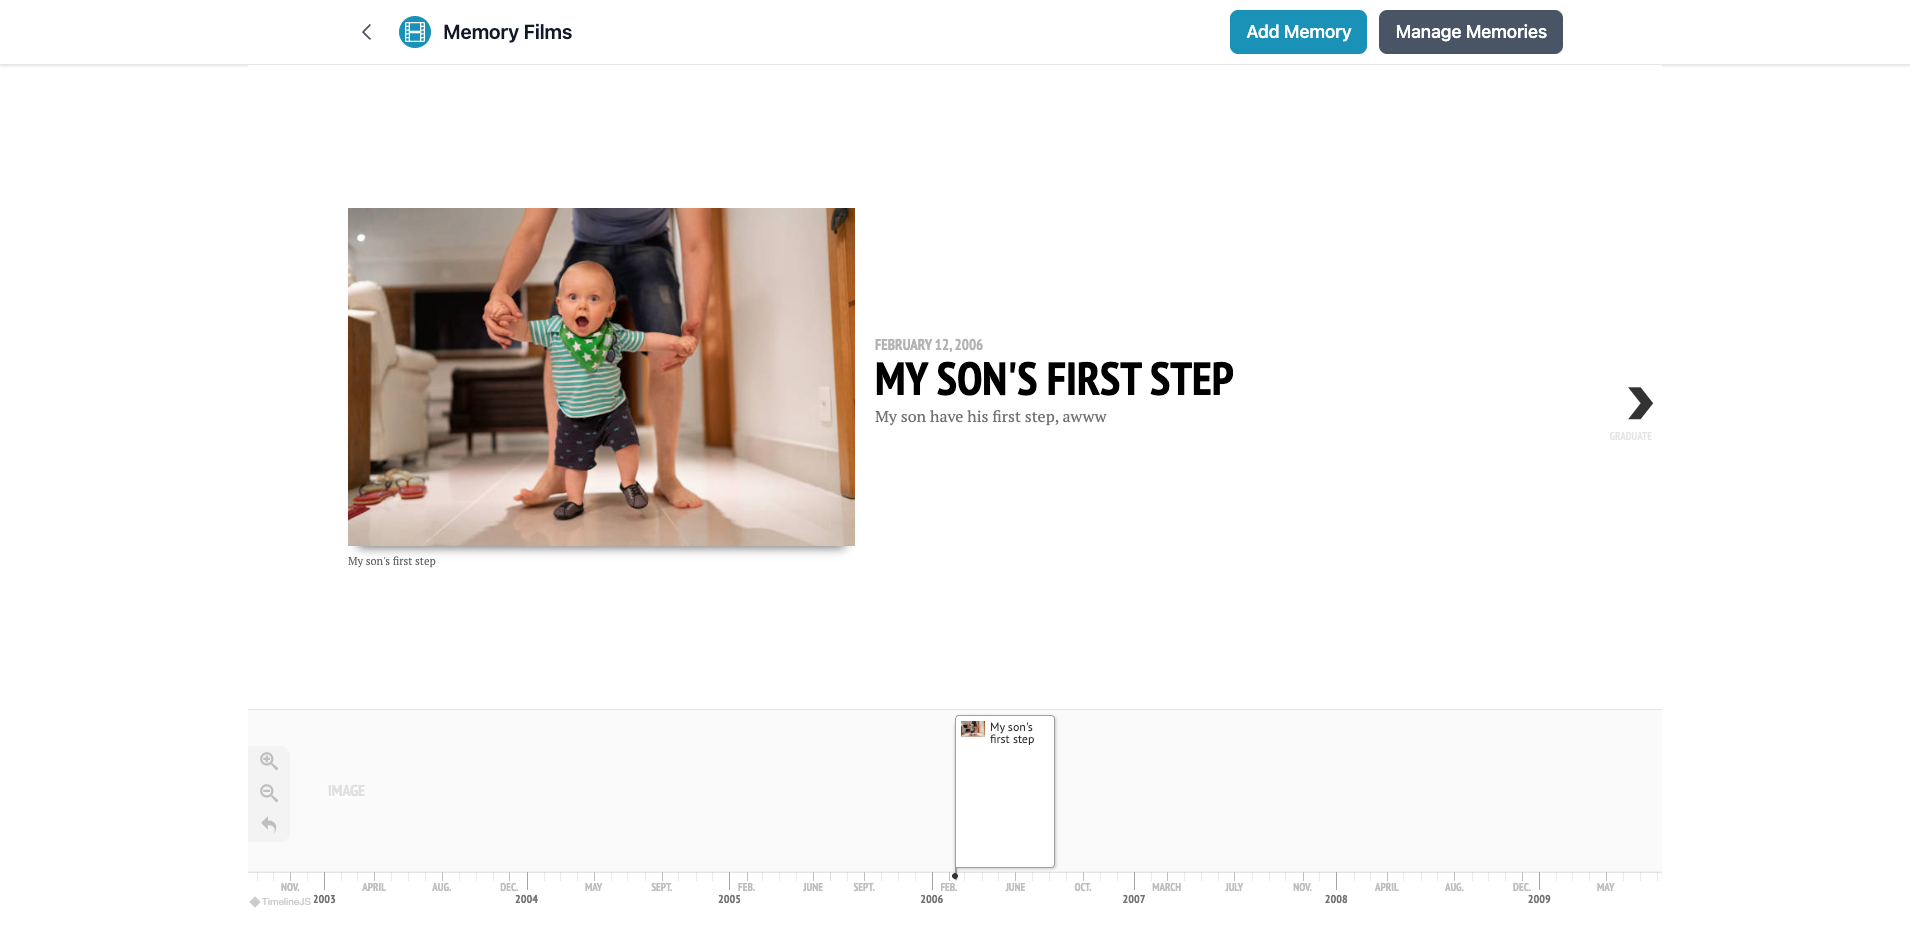 Memory Films
Add Memory
Manage Memories
FEBRUARY 12, 2006
MY SON'S FIRST STEP
My son have his first step, awww
GRADUATE
My son's first step
My son's
first step
IMAGE
NOV. APRIL AUG. DEC. MAY SEPT. FEB. JUNE SEPT. FEB. JUNE OCT. MARCH JULY NOV. APRIL AUG. DEC. MAY
TimelineJS 2003 2004 2005 2006 2007 2008 2009